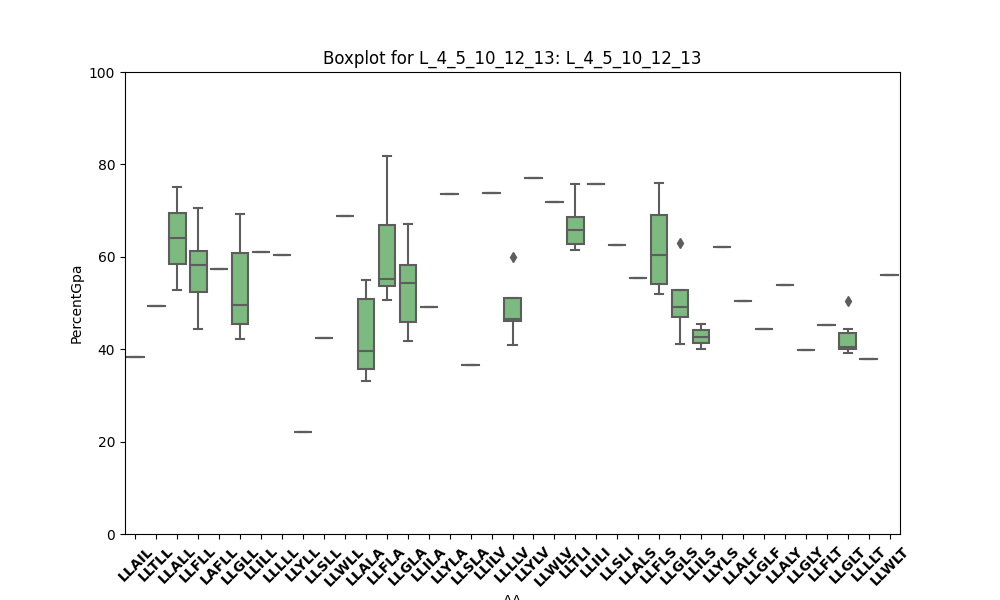 Boxplot for L_4_5_10_12_13: L_4_5_10_12_13
100
80
60
40
20
0
PercentGpa
LLAIL LLTLL LLALL LLFLL LAFLL LLGLL LLILL LLLLL LLYLL LLSLL LLWLL LLALA LLFLA LLGLA LLILA LLYLA LLSLA LLILV LLLLV LLYLV LLWLV LLTLI LLILI LLSLI LLALS LLFLS LLGLS LLILS LLYLS LLALF LLGLF LLALY LLGLY LLFLT LLGLT LLLLT LLWLT
AA